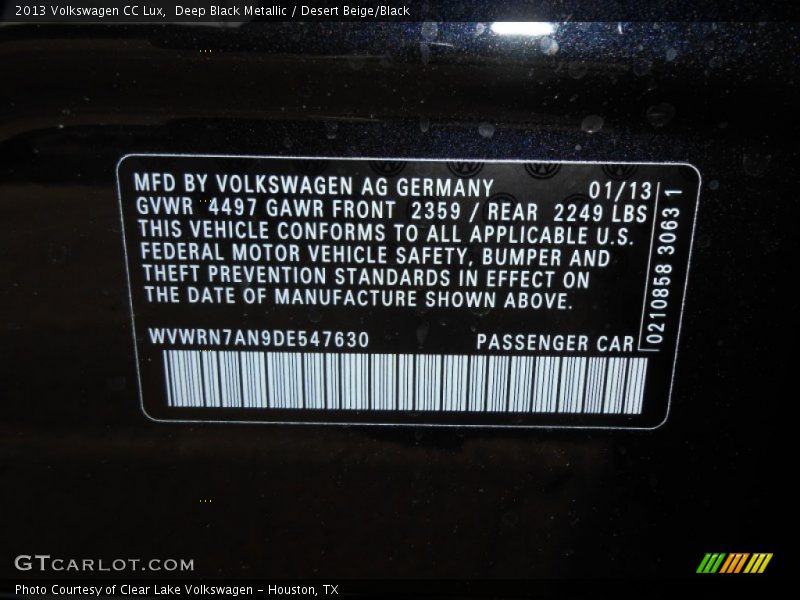 2013 Volkswagen CC Lux,  Deep Black Metallic / Desert Beige/Black
MFD BY VOLKSWAGEN AG GERMANY 01/13
GVWR 4497 GAWR FRONT 2359 / REAR 2249 LBS
THIS VEHICLE CONFORMS TO ALL APPLICABLE U.S.
FEDERAL MOTOR VEHICLE SAFETY, BUMPER AND
THEFT PREVENTION STANDARDS IN EFFECT ON
THE DATE OF MANUFACTURE SHOWN ABOVE.
WVWRN7AN9DE547630 PASSENGER CAR
0210858 30631
GTCARLOT.COM
Photo Courtesy of Clear Lake Volkswagen - Houston, TX